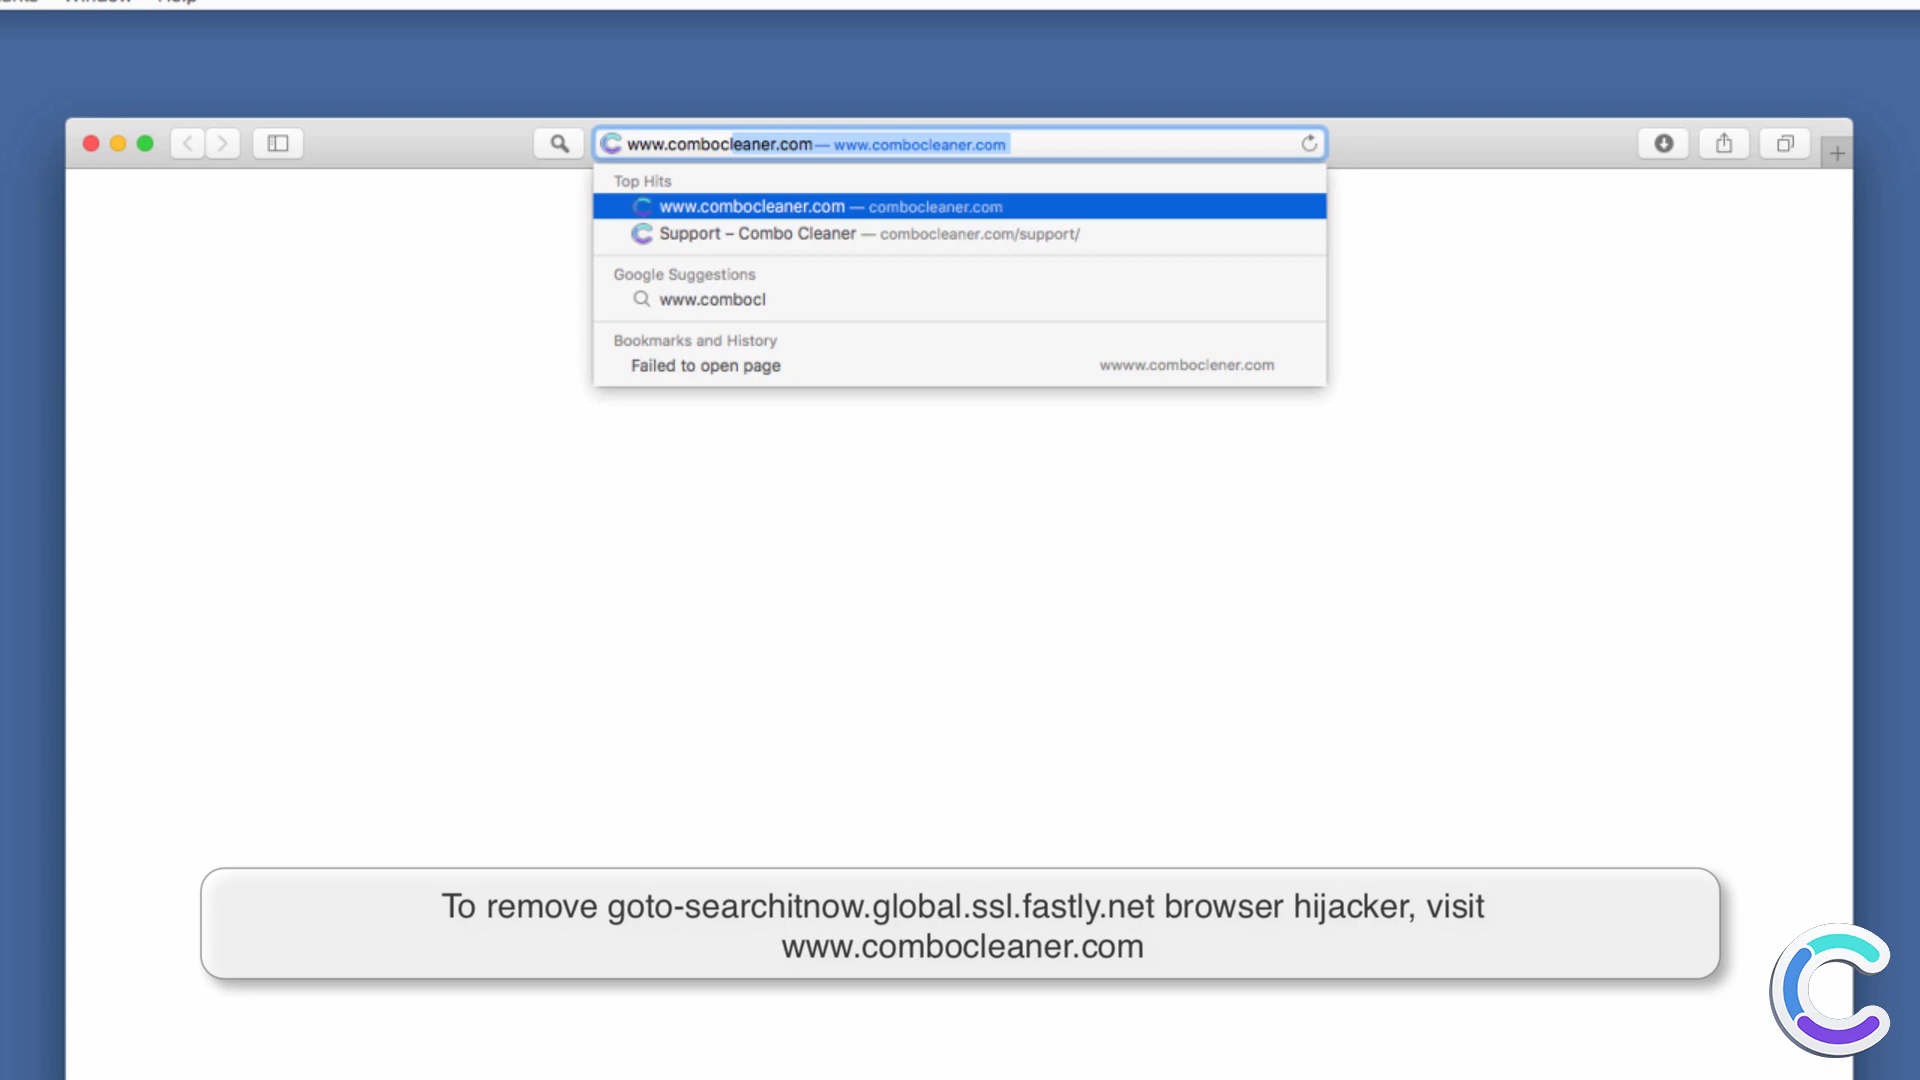 Window Help
www.combocleaner.com — www.combocleaner.com
Top Hits
www.combocleaner.com — combocleaner.com
Support – Combo Cleaner — combocleaner.com/support/
Google Suggestions
www.combocl
Bookmarks and History
Failed to open page wwww.comboclener.com
To remove goto-searchitnow.global.ssl.fastly.net browser hijacker, visit
www.combocleaner.com